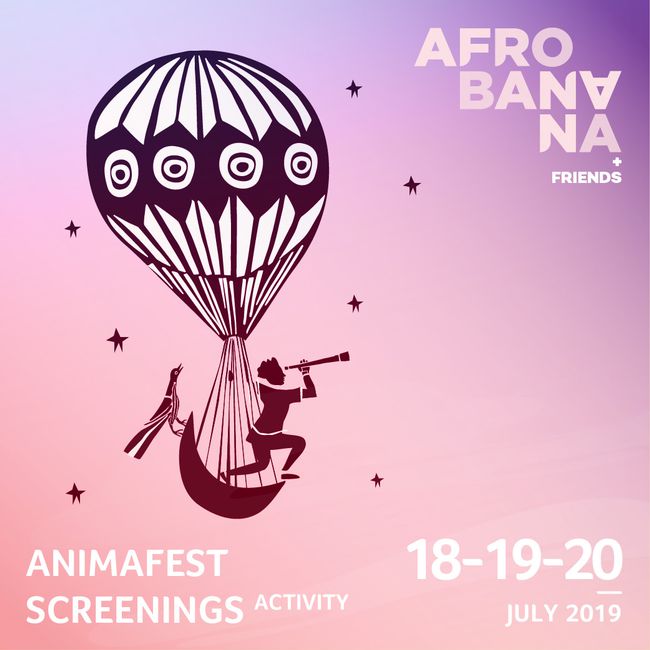 AFRO
BANA
NA
+
FRIENDS
ANIMAFEST
SCREENINGS ACTIVITY
18-19-20
JULY 2019